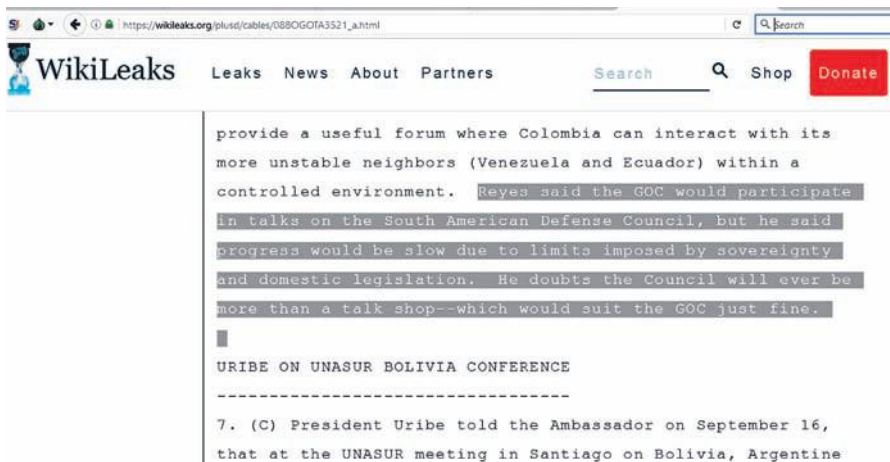 https://wikileaks.org/plusd/cables/08BOGOTA3521_a.html
Search
WikiLeaks
Leaks News About Partners Search Shop Donate
provide a useful forum where Colombia can interact with its
more unstable neighbors (Venezuela and Ecuador) within a
controlled environment. Reyes said the GOC would participate
in talks on the South American Defense Council, but he said
progress would be slow due to limits imposed by sovereignty
and domestic legislation. He doubts the Council will ever be
more than a talk shop--which would suit the GOC just fine.
URIBE ON UNASUR BOLIVIA CONFERENCE
----------------------------------
7. (C) President Uribe told the Ambassador on September 16,
that at the UNASUR meeting in Santiago on Bolivia, Argentine